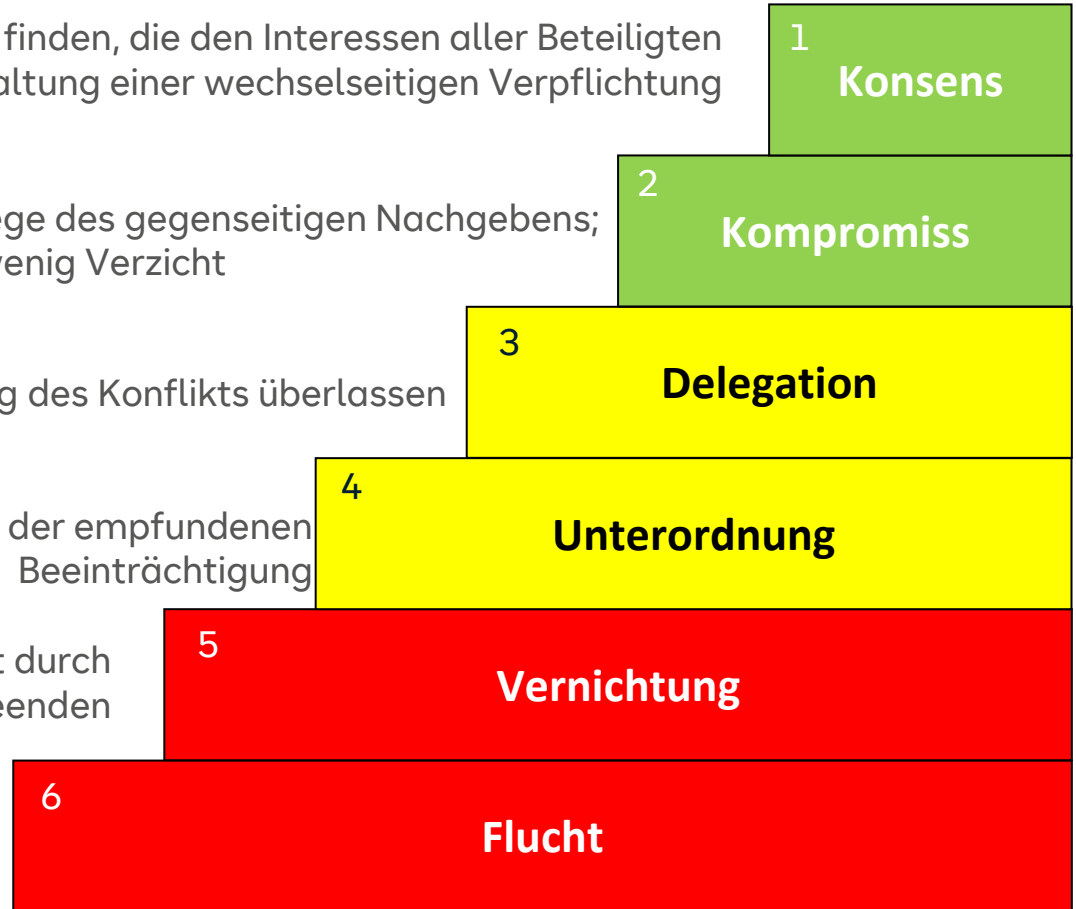 finden, die den Interessen aller Beteiligten
altung einer wechselseitigen Verpflichtung
1
Konsens
ege des gegenseitigen Nachgebens;
wenig Verzicht
2
Kompromiss
g des Konflikts überlassen
3
Delegation
der empfundenen
Beeinträchtigung
4
Unterordnung
t durch
eenden
5
Vernichtung
6
Flucht